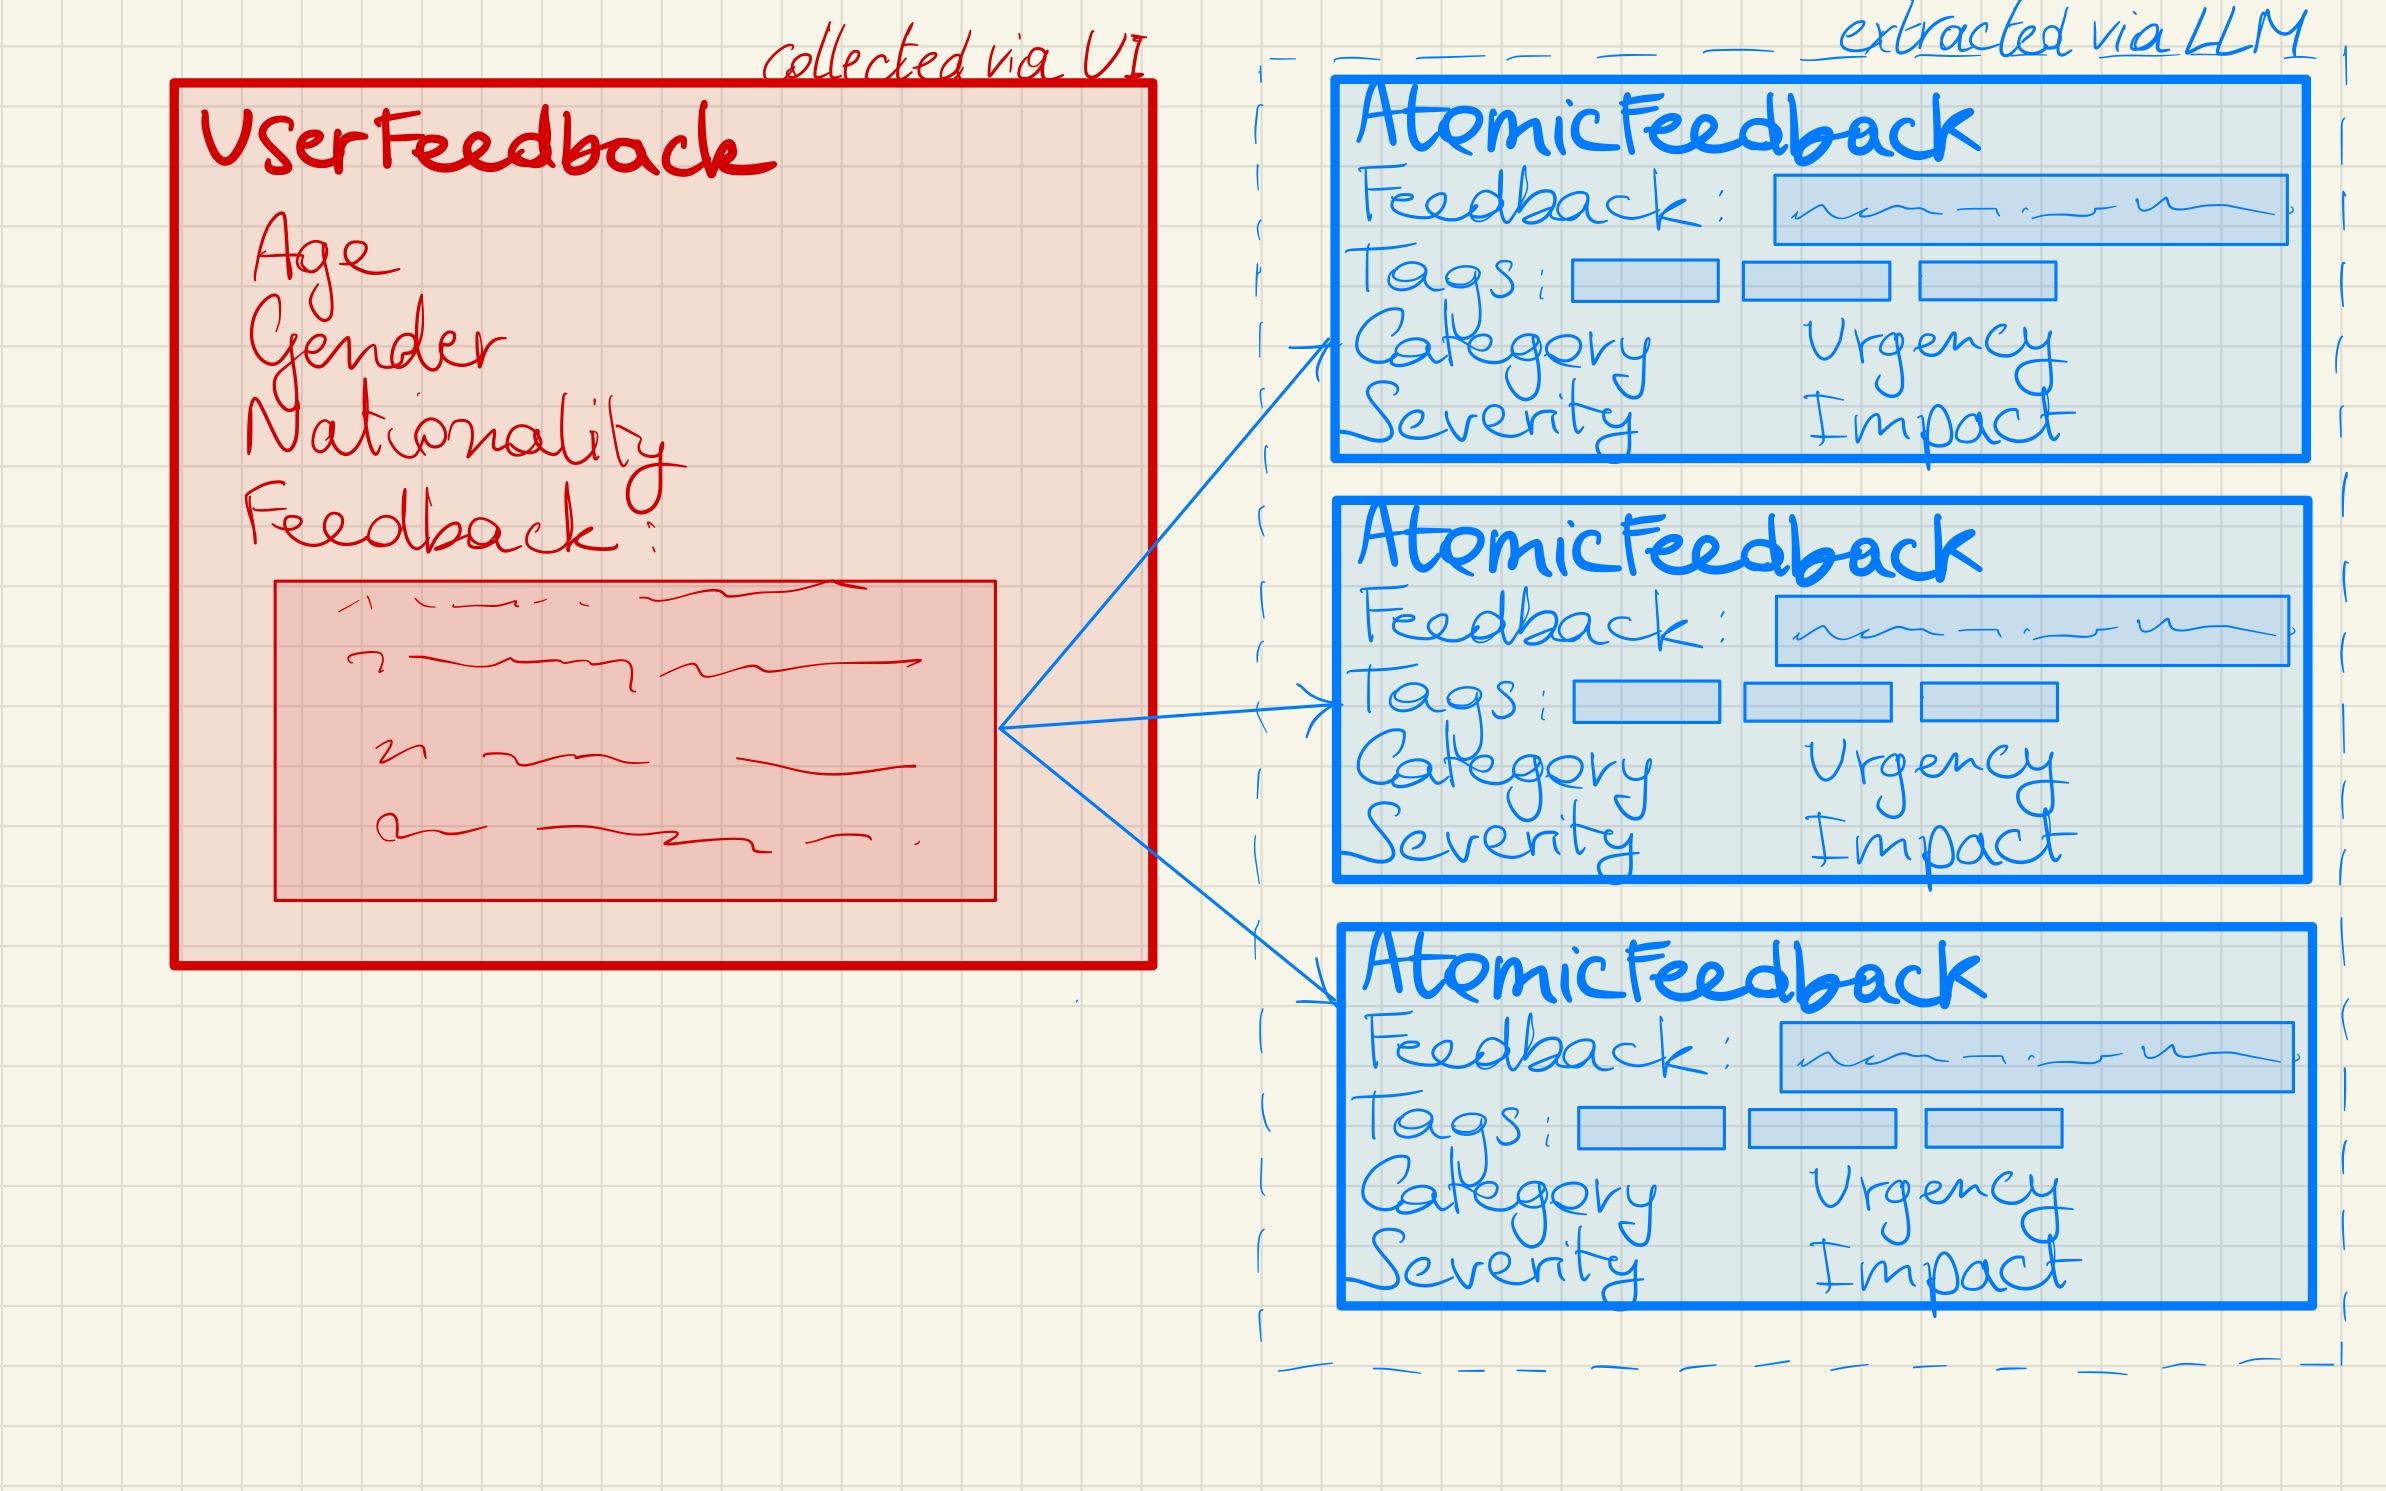 collected via UI
UserFeedback
Age
Gender
Nationality
Feedback:
extracted via LLM
AtomicFeedback
Feedback:
Tags:
Category Urgency
Severity Impact
AtomicFeedback
Feedback:
Tags:
Category Urgency
Severity Impact
AtomicFeedback
Feedback:
Tags:
Category Urgency
Severity Impact